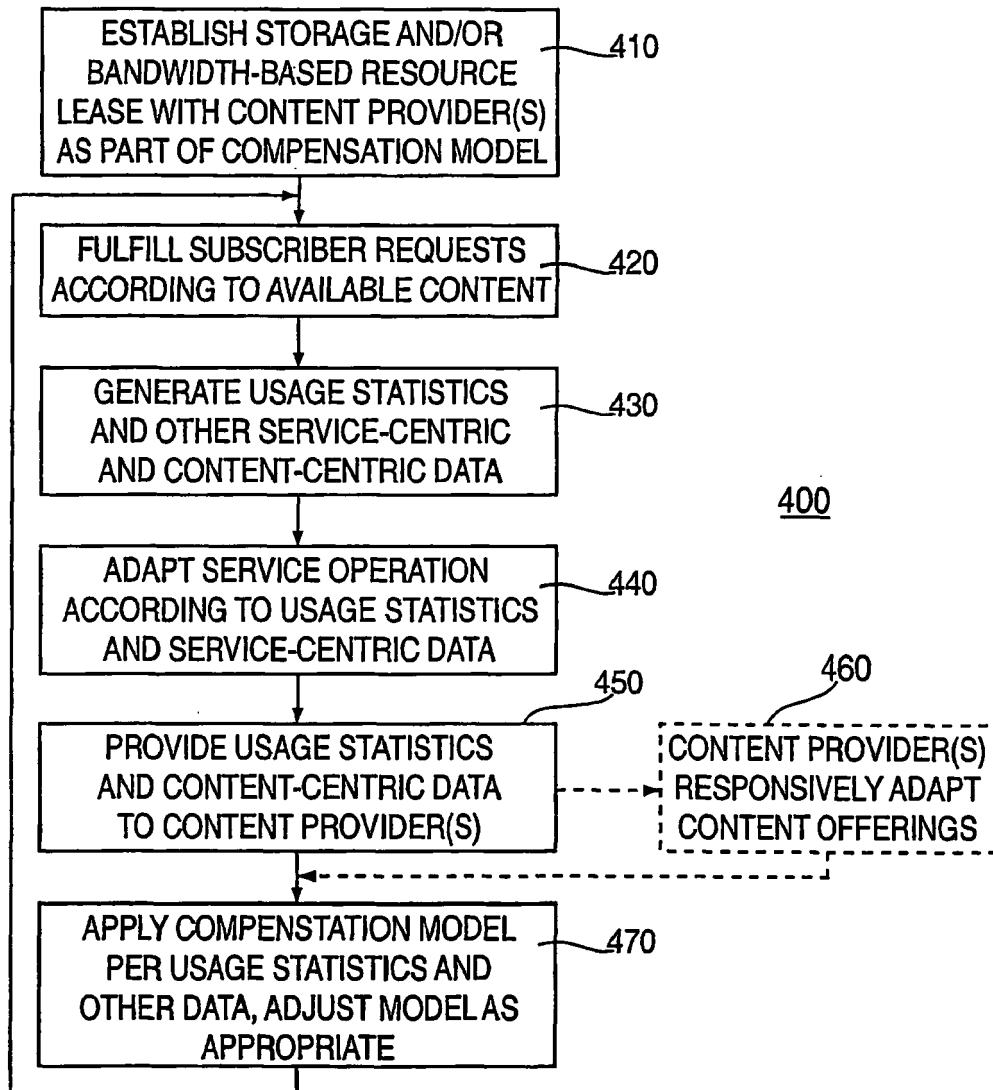 ESTABLISH STORAGE AND/OR
BANDWIDTH-BASED RESOURCE
LEASE WITH CONTENT PROVIDER(S)
AS PART OF COMPENSATION MODEL
410
FULFILL SUBSCRIBER REQUESTS
ACCORDING TO AVAILABLE CONTENT
420
GENERATE USAGE STATISTICS
AND OTHER SERVICE-CENTRIC
AND CONTENT-CENTRIC DATA
430
400
ADAPT SERVICE OPERATION
ACCORDING TO USAGE STATISTICS
AND SERVICE-CENTRIC DATA
440
450
PROVIDE USAGE STATISTICS
AND CONTENT-CENTRIC DATA
TO CONTENT PROVIDER(S)
460
CONTENT PROVIDER(S)
RESPONSIVELY ADAPT
CONTENT OFFERINGS
APPLY COMPENSTATION MODEL
PER USAGE STATISTICS AND
OTHER DATA, ADJUST MODEL AS
APPROPRIATE
470